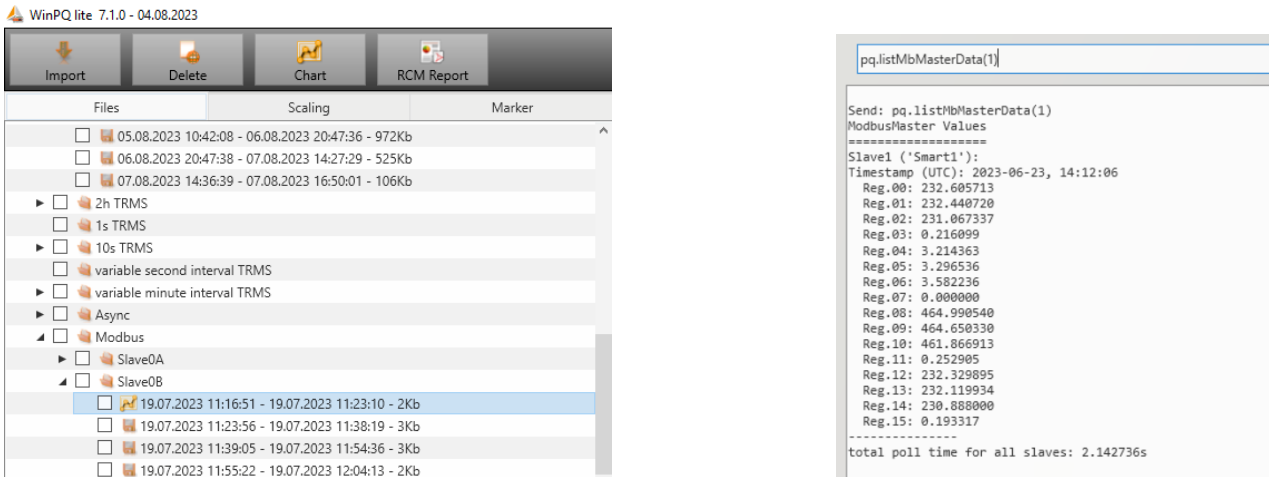 WinPQ lite 7.1.0 - 04.08.2023
Import Delete Chart RCM Report
Files Scaling Marker
05.08.2023 10:42:08 - 06.08.2023 20:47:36 - 972Kb
06.08.2023 20:47:38 - 07.08.2023 14:27:29 - 525Kb
07.08.2023 14:36:39 - 07.08.2023 16:50:01 - 106Kb
2h TRMS
1s TRMS
10s TRMS
variable second interval TRMS
variable minute interval TRMS
Async
Modbus
Slave0A
Slave0B
19.07.2023 11:16:51 - 19.07.2023 11:23:10 - 2Kb
19.07.2023 11:23:56 - 19.07.2023 11:38:19 - 3Kb
19.07.2023 11:39:05 - 19.07.2023 11:54:36 - 3Kb
19.07.2023 11:55:22 - 19.07.2023 12:04:13 - 2Kb
pq.listMbMasterData(1)
Send: pq.listMbMasterData(1)
ModbusMaster Values
===================
Slave1 ('Smart1'):
Timestamp (UTC): 2023-06-23, 14:12:06
Reg.00: 232.605713
Reg.01: 232.440720
Reg.02: 231.067337
Reg.03: 0.216099
Reg.04: 3.214363
Reg.05: 3.296536
Reg.06: 3.582236
Reg.07: 0.000000
Reg.08: 464.990540
Reg.09: 464.650330
Reg.10: 461.866913
Reg.11: 0.252905
Reg.12: 232.329895
Reg.13: 232.119934
Reg.14: 230.888000
Reg.15: 0.193317
---------------
total poll time for all slaves: 2.142736s